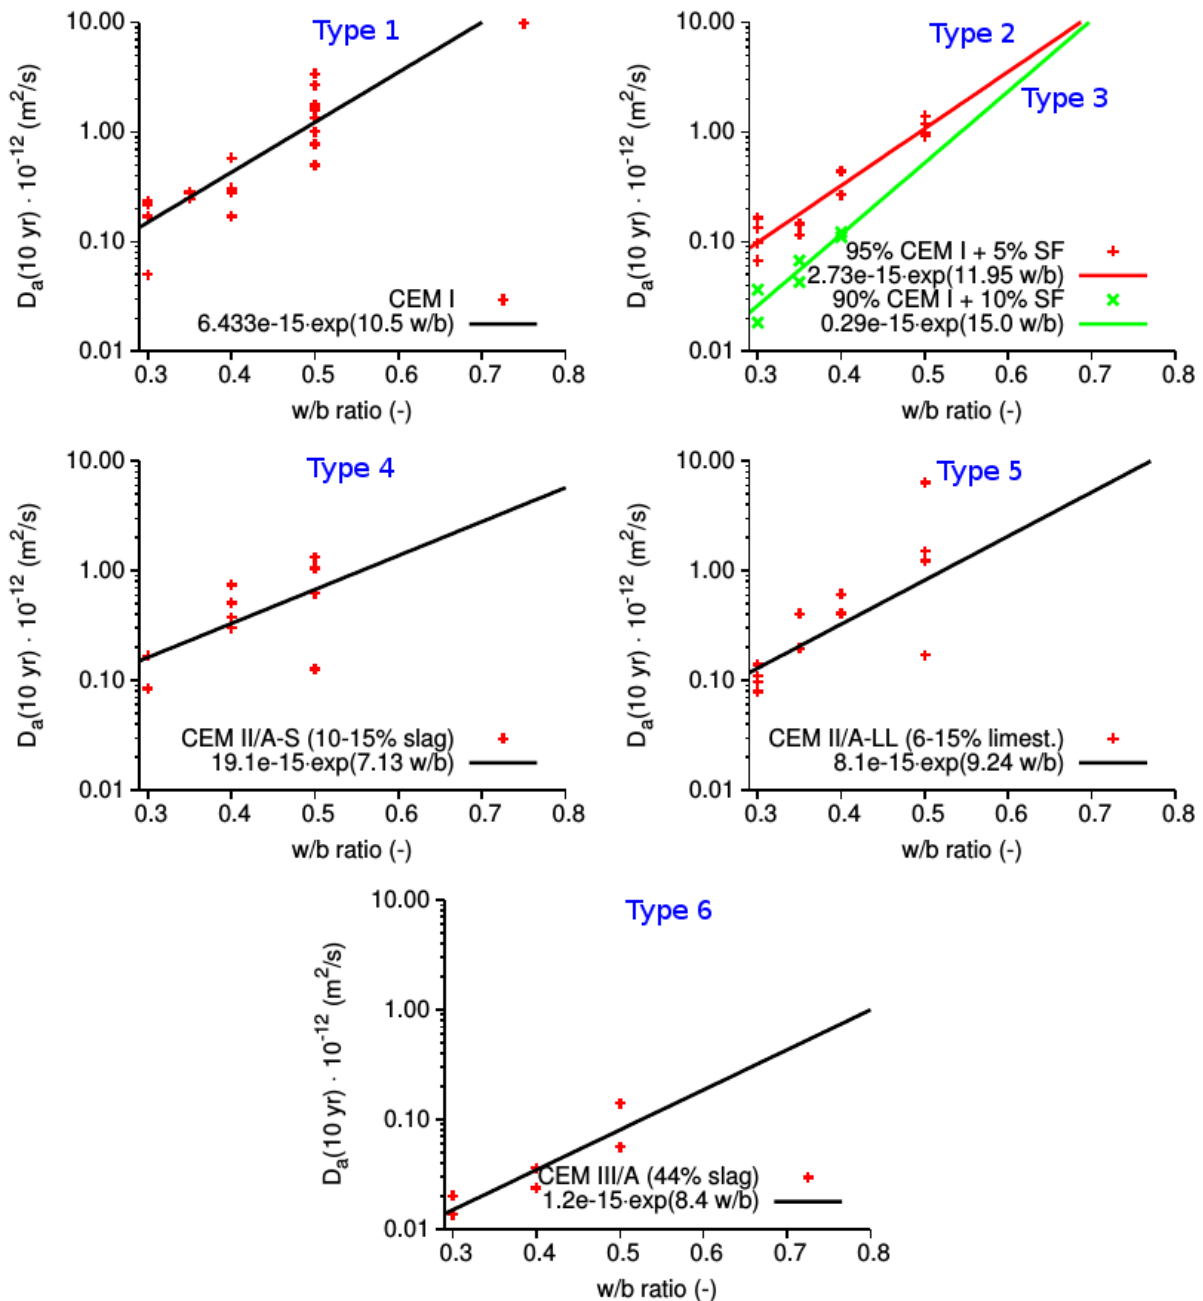 Type 1
10.00
1.00
0.10
0.01
Dₐ(10 yr) · 10⁻¹² (m²/s)
CEM I
6.433e-15·exp(10.5 w/b)
0.3 0.4 0.5 0.6 0.7 0.8
w/b ratio (-)
Type 2
Type 3
10.00
1.00
0.10
0.01
Dₐ(10 yr) · 10⁻¹² (m²/s)
95% CEM I + 5% SF
2.73e-15·exp(11.95 w/b)
90% CEM I + 10% SF
0.29e-15·exp(15.0 w/b)
0.3 0.4 0.5 0.6 0.7 0.8
w/b ratio (-)
Type 4
10.00
1.00
0.10
0.01
Dₐ(10 yr) · 10⁻¹² (m²/s)
CEM II/A-S (10-15% slag)
19.1e-15·exp(7.13 w/b)
0.3 0.4 0.5 0.6 0.7 0.8
w/b ratio (-)
Type 5
10.00
1.00
0.10
0.01
Dₐ(10 yr) · 10⁻¹² (m²/s)
CEM II/A-LL (6-15% limest.)
8.1e-15·exp(9.24 w/b)
0.3 0.4 0.5 0.6 0.7 0.8
w/b ratio (-)
Type 6
10.00
1.00
0.10
0.01
Dₐ(10 yr) · 10⁻¹² (m²/s)
CEM III/A (44% slag)
1.2e-15·exp(8.4 w/b)
0.3 0.4 0.5 0.6 0.7 0.8
w/b ratio (-)